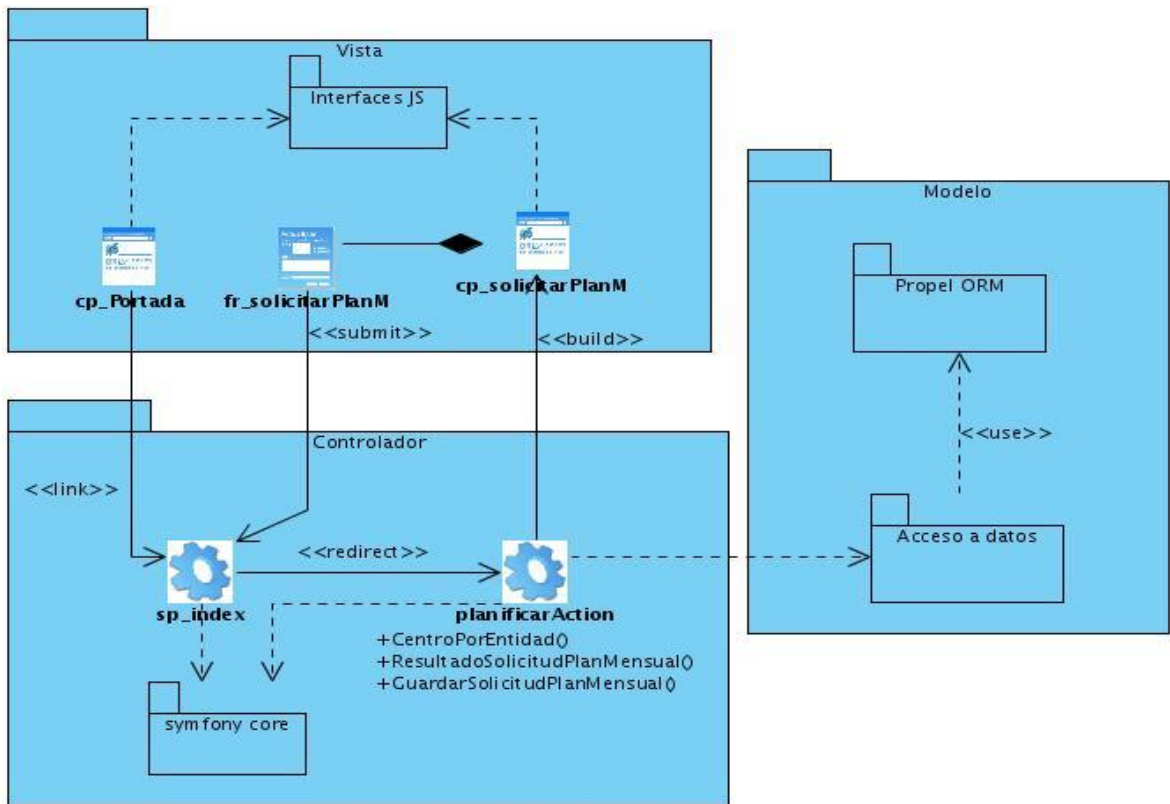 Vista
Interfaces JS
cp_Portada
fr_solicitarPlanM
cp_solicitarPlanM
<<submit>>
<<build>>
Modelo
Propel ORM
<<use>>
Acceso a datos
Controlador
<<link>>
<<redirect>>
sp_index
planificarAction
+CentroPorEntidad()
+ResultadoSolicitudPlanMensual()
+GuardarSolicitudPlanMensual()
symfony core